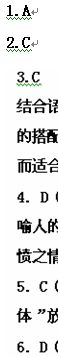 1.A
2.C
3.C
结合语
的搭配
而适合
4. D（
喻人的
愤之情
5. C（
体”放
6. D（